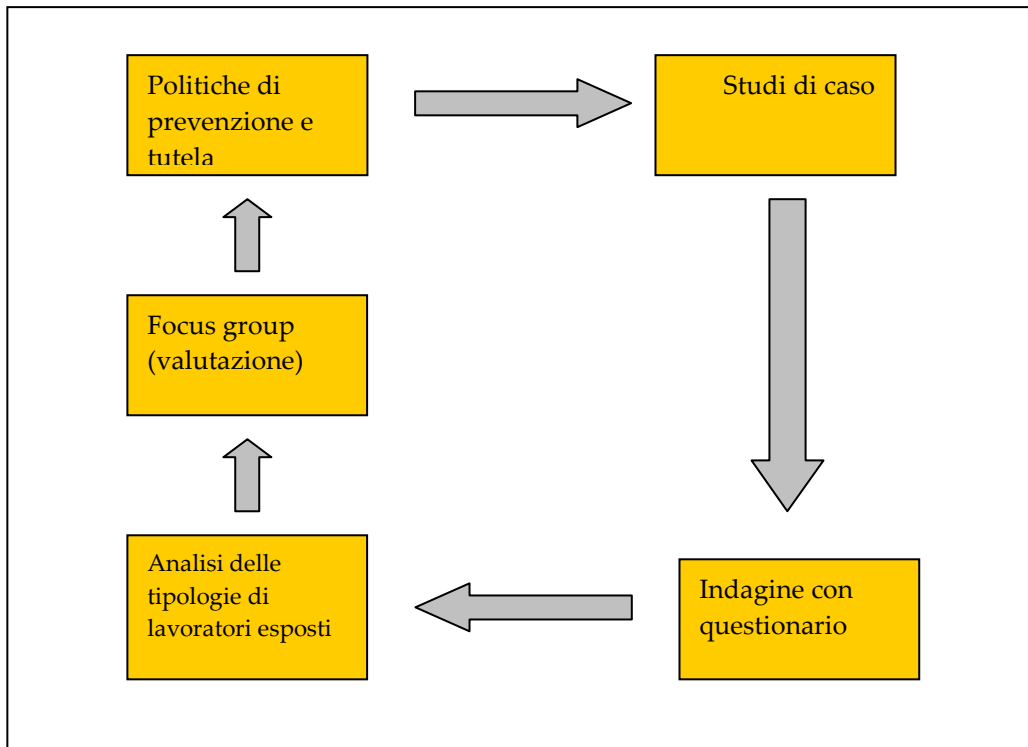 Politiche di
prevenzione e
tutela
Studi di caso
Focus group
(valutazione)
Analisi delle
tipologie di
lavoratori esposti
Indagine con
questionario